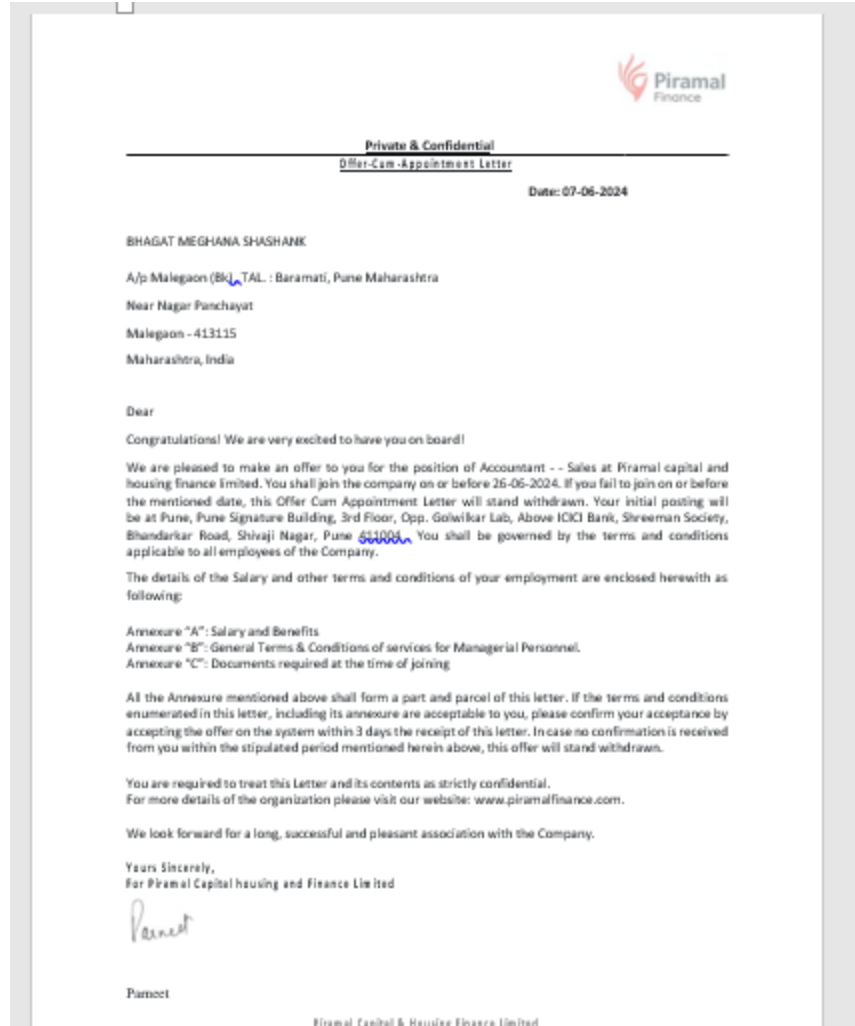 Piramal
Finance
Private & Confidential
Offer-Cum-Appointment Letter
Date: 07-06-2024
BHAGAT MEGHANA SHASHANK
A/p Malegaon (Bk), TAL. : Baramati, Pune Maharashtra
Near Nagar Panchayat
Malegaon - 413115
Maharashtra, India
Dear
Congratulations! We are very excited to have you on board!
We are pleased to make an offer to you for the position of Accountant - - Sales at Piramal capital and
housing finance limited. You shall join the company on or before 26-06-2024. If you fail to join on or before
the mentioned date, this Offer Cum Appointment Letter will stand withdrawn. Your initial posting will
be at Pune, Pune Signature Building, 3rd Floor, Opp. Golwilkar Lab, Above ICICI Bank, Shreeman Society,
Bhandarkar Road, Shivaji Nagar, Pune 411004. You shall be governed by the terms and conditions
applicable to all employees of the Company.
The details of the Salary and other terms and conditions of your employment are enclosed herewith as
following:
Annexure "A": Salary and Benefits
Annexure "B": General Terms & Conditions of services for Managerial Personnel.
Annexure "C": Documents required at the time of joining
All the Annexure mentioned above shall form a part and parcel of this letter. If the terms and conditions
enumerated in this letter, including its annexure are acceptable to you, please confirm your acceptance by
accepting the offer on the system within 3 days the receipt of this letter. In case no confirmation is received
from you within the stipulated period mentioned herein above, this offer will stand withdrawn.
You are required to treat this Letter and its contents as strictly confidential.
For more details of the organization please visit our website: www.piramalfinance.com.
We look forward for a long, successful and pleasant association with the Company.
Yours Sincerely,
For Piramal Capital housing and Finance Limited
Parneet
Parneet
Piramal Capital & Housing Finance Limited